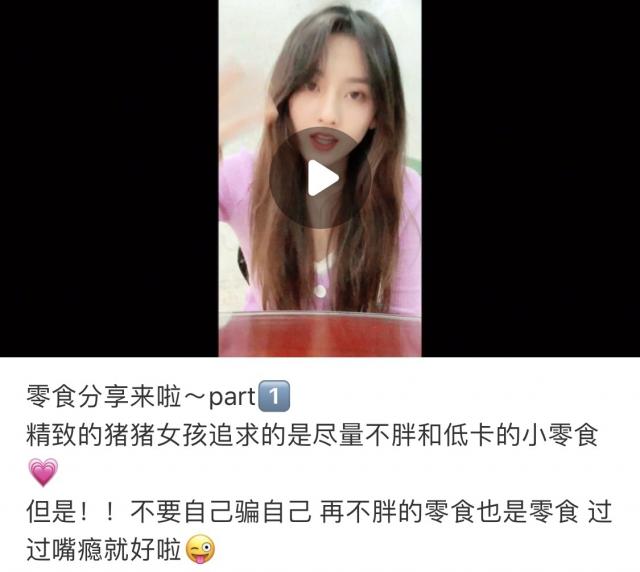 零食分享来啦～part1️⃣
精致的猪猪女孩追求的是尽量不胖和低卡的小零食
💗
但是！！不要自己骗自己 再不胖的零食也是零食 过
过嘴瘾就好啦😜